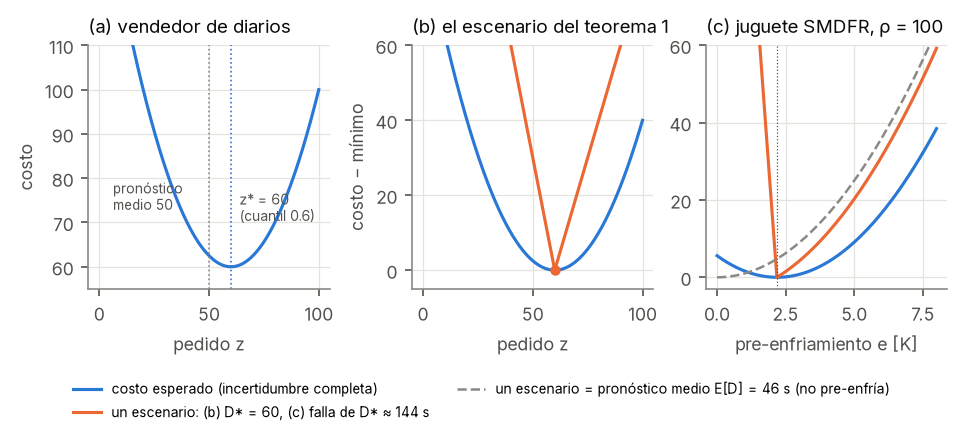 (a) vendedor de diarios
(b) el escenario del teorema 1
(c) juguete SMDFR, ρ = 100
costo
110
100
90
80
70
60
pronóstico
medio 50
z* = 60
(cuantil 0.6)
0
50
100
pedido z
costo − mínimo
60
40
20
0
0
50
100
pedido z
60
40
20
0
0.0
2.5
5.0
7.5
pre-enfriamiento e [K]
costo esperado (incertidumbre completa)
un escenario: (b) D* = 60, (c) falla de D* ≈ 144 s
un escenario = pronóstico medio E[D] = 46 s (no pre-enfría)